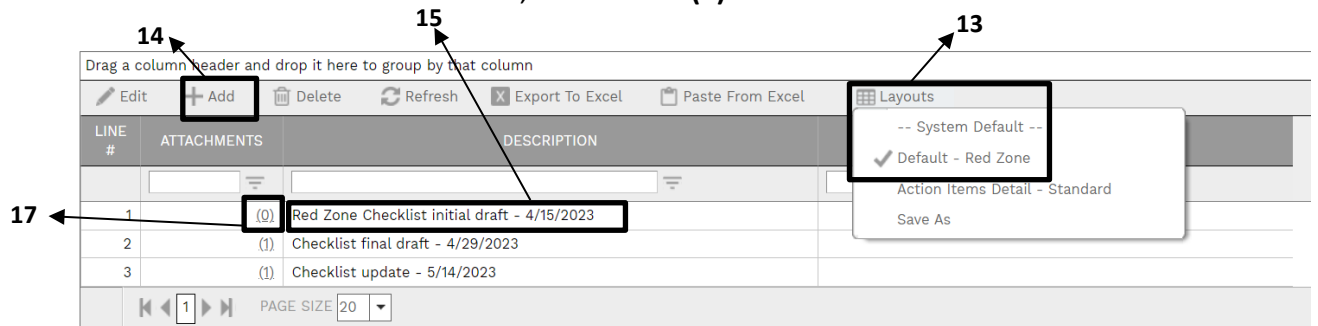 15
14
13
Drag a column header and drop it here to group by that column
Edit Add Delete Refresh Export To Excel Paste From Excel Layouts
-- System Default --
LINE # ATTACHMENTS DESCRIPTION
Default - Red Zone
Action Items Detail - Standard
17
1 (0) Red Zone Checklist initial draft - 4/15/2023
Save As
2 (1) Checklist final draft - 4/29/2023
3 (1) Checklist update - 5/14/2023
1 PAGE SIZE 20